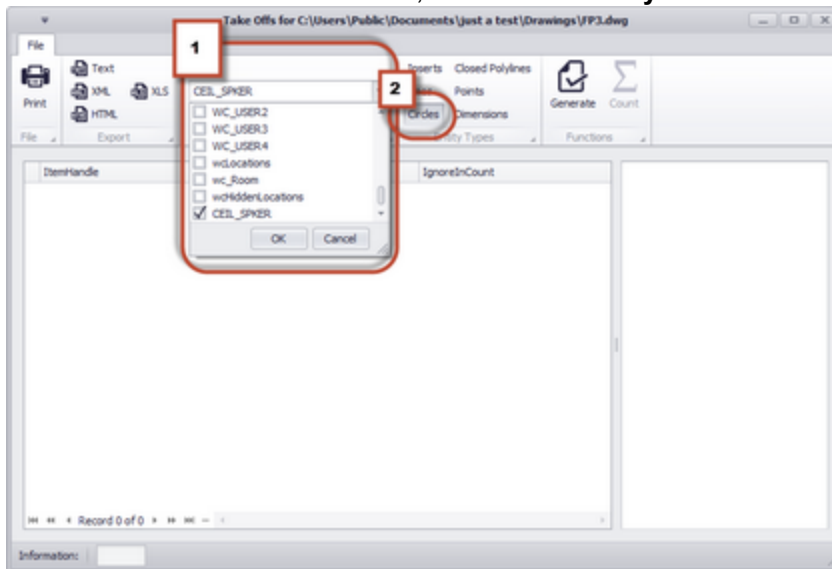 Take Offs for C:\Users\Public\Documents\just a test\Drawings\FP3.dwg
File
1
Text
XML
XLS
HTML
Print
CEIL_SPKER
2
Inserts
Closed Polylines
Points
Circles
Dimensions
Generate
Count
File
Export
Functions
WC_USER2
WC_USER3
WC_USER4
wcLocations
wc_Room
wcHiddenLocations
CEIL_SPKER
OK
Cancel
ItemHandle
IgnoreInCount
Record 0 of 0
Information: